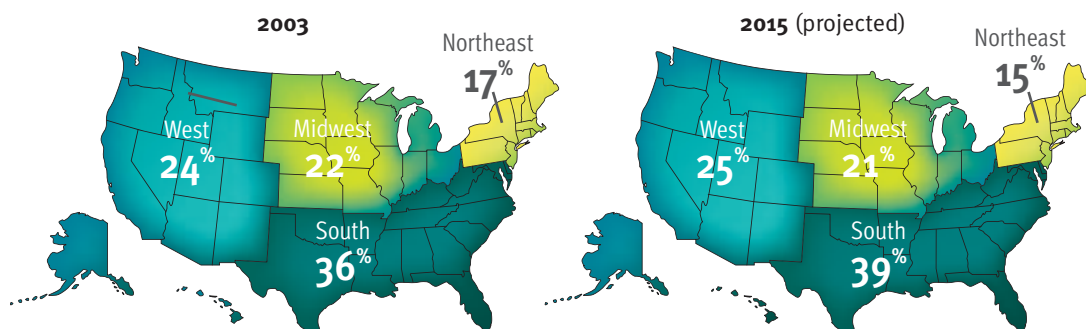 2003
Northeast
17%
West
24%
Midwest
22%
South
36%
2015 (projected)
Northeast
15%
West
25%
Midwest
21%
South
39%